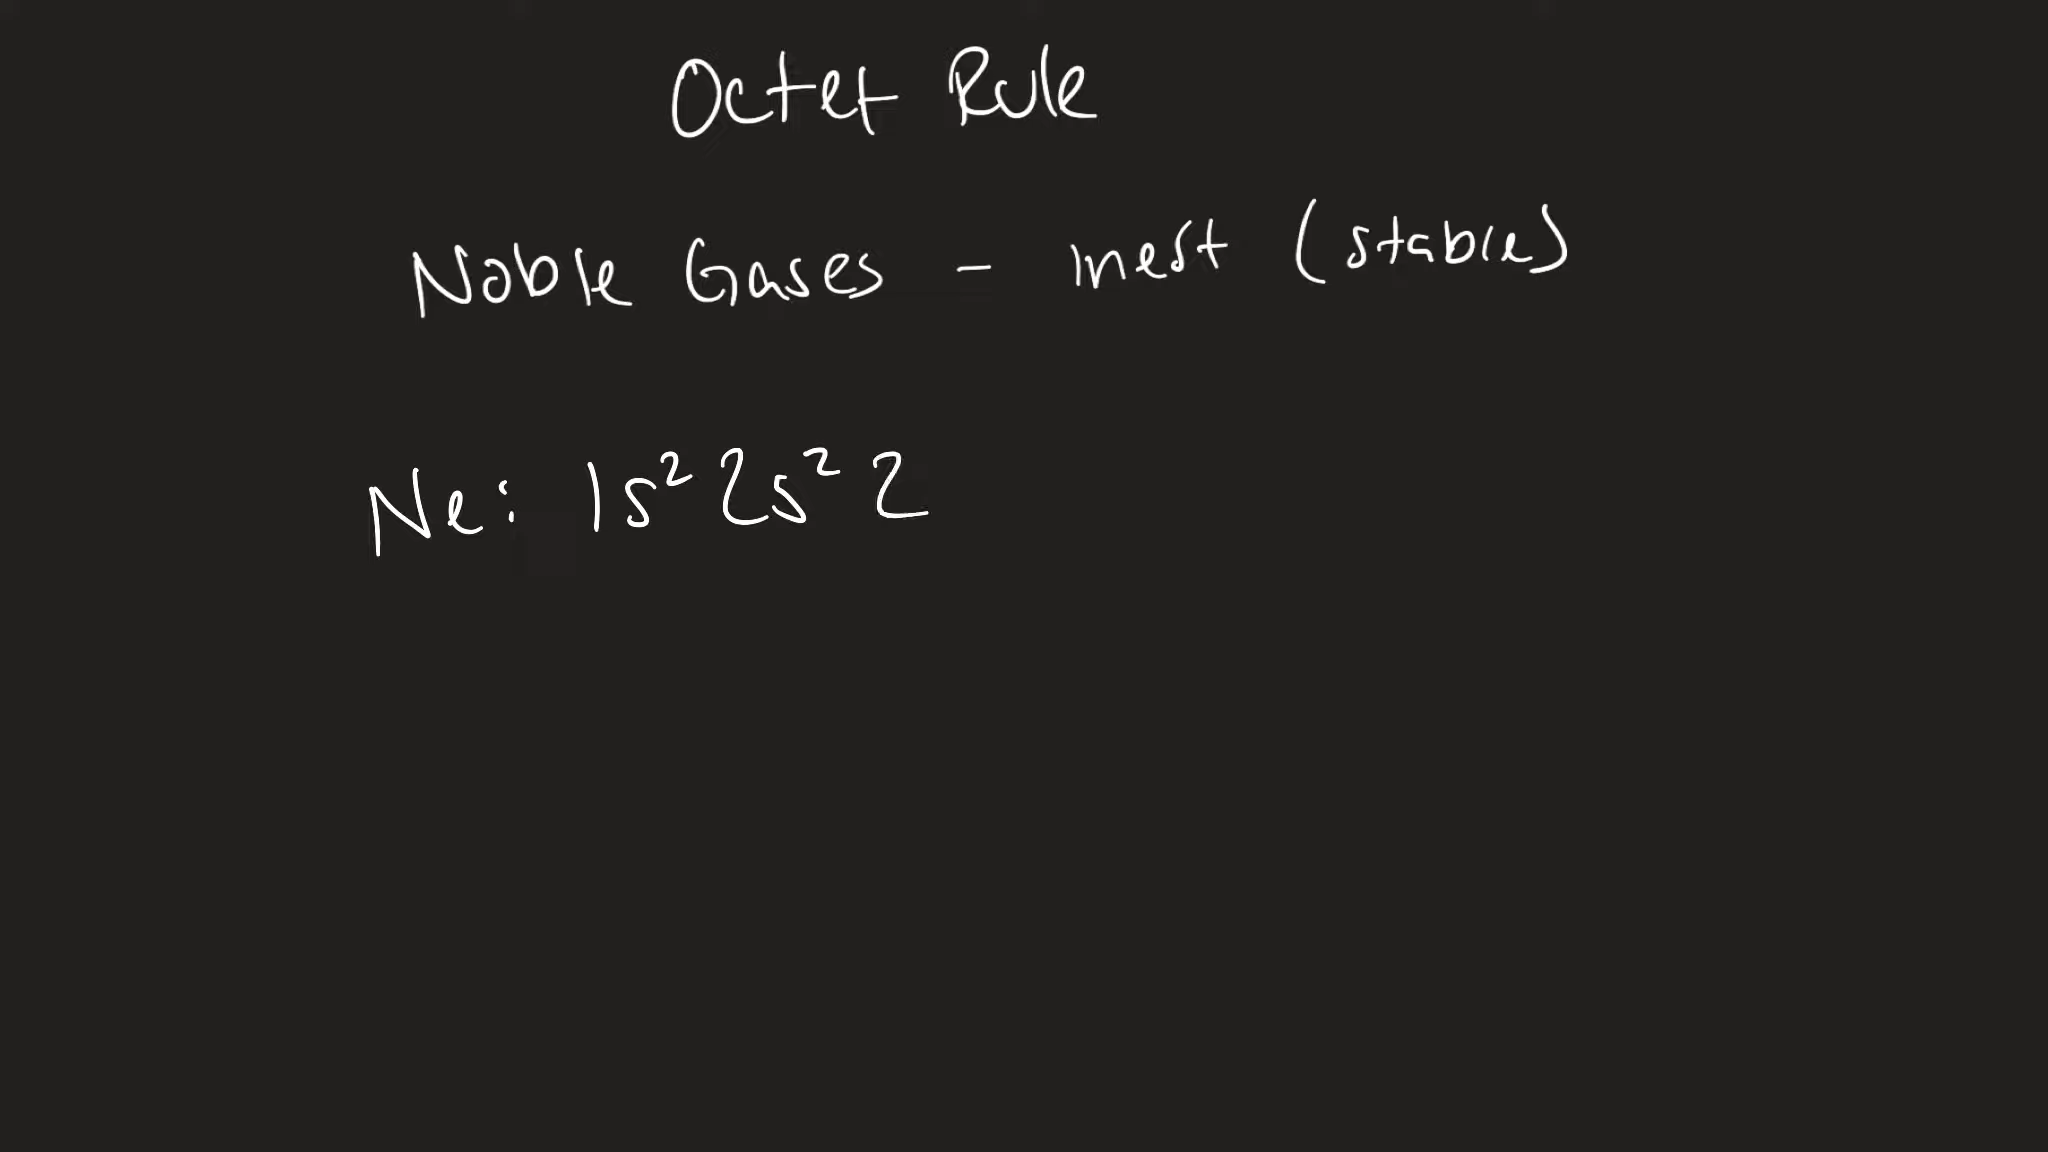 Octet Rule
Noble Gases - inert (stable)
Ne: 1s² 2s² 2